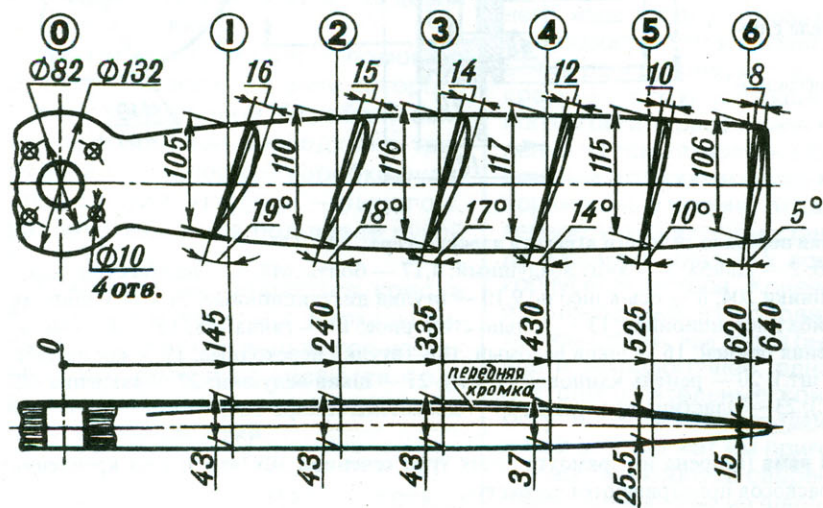 0 1 2 3 4 5 6
Ф82 Ф132 16 15 14 12 10 8
105 110 116 117 115 106
19° 18° 17° 14° 10° 5°
Ф10
4 отв.
0 145 240 335 430 525 620 640
передняя
кромка
43 43 43 37 25.5 15